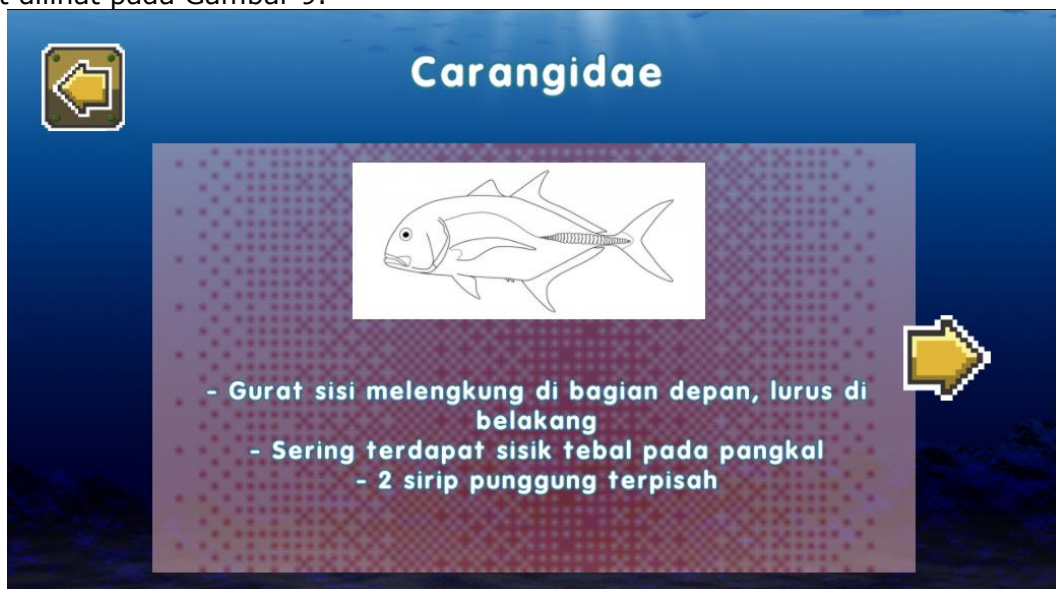 t dilihat pada Gambar 9.
Carangidae
- Gurat sisi melengkung di bagian depan, lurus di
belakang
- Sering terdapat sisik tebal pada pangkal
- 2 sirip punggung terpisah